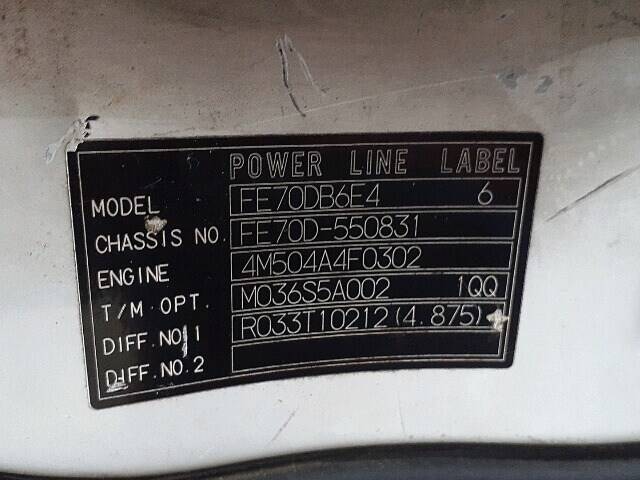 POWER LINE LABEL
MODEL FE70DB6E4 6
CHASSIS NO. FE70D-550831
ENGINE 4M504A4F0302
T/M.OPT. M036S5A002 1QQ
DIFF.NO.1 R033T10212(4.875)
DIFF.NO.2